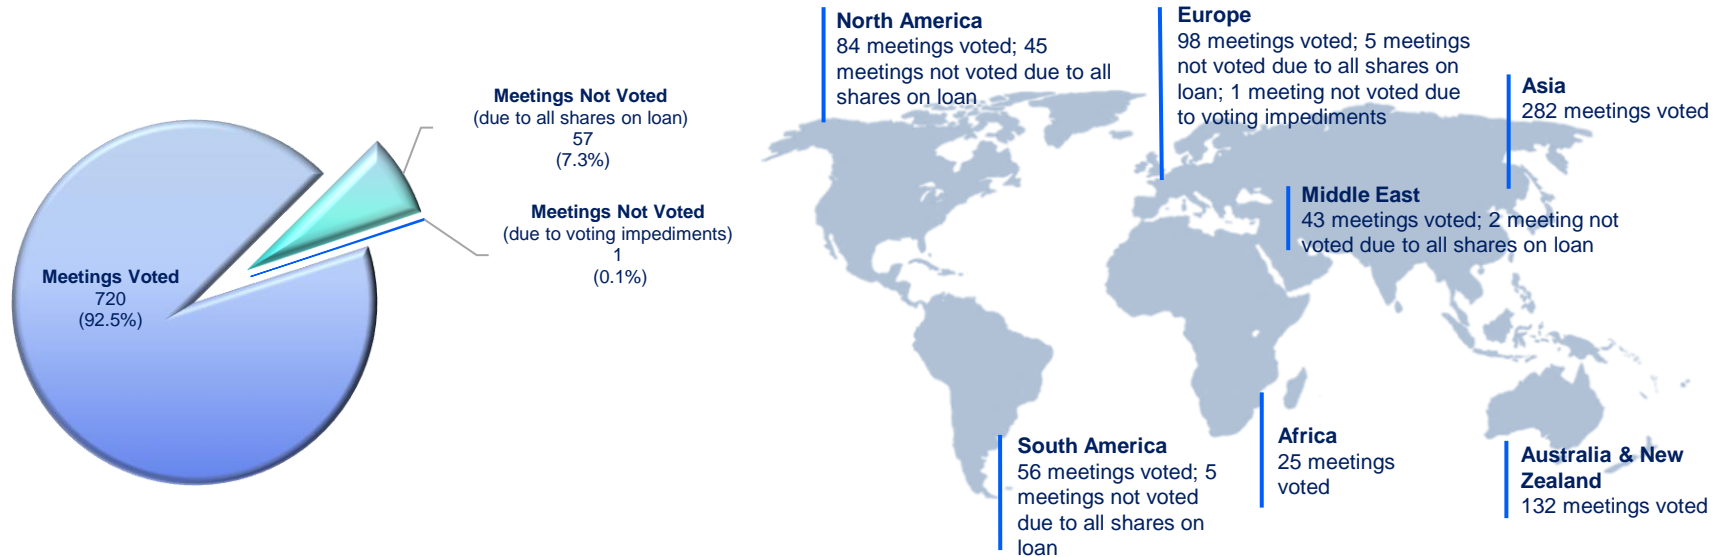 Meetings Not Voted
(due to all shares on loan)
57
(7.3%)
Meetings Not Voted
(due to voting impediments)
1
(0.1%)
Meetings Voted
720
(92.5%)
North America
84 meetings voted; 45
meetings not voted due to all
shares on loan
Europe
98 meetings voted; 5 meetings
not voted due to all shares on
loan; 1 meeting not voted due
to voting impediments
Asia
282 meetings voted
Middle East
43 meetings voted; 2 meeting not
voted due to all shares on loan
South America
56 meetings voted; 5
meetings not voted
due to all shares on
loan
Africa
25 meetings
voted
Australia & New
Zealand
132 meetings voted